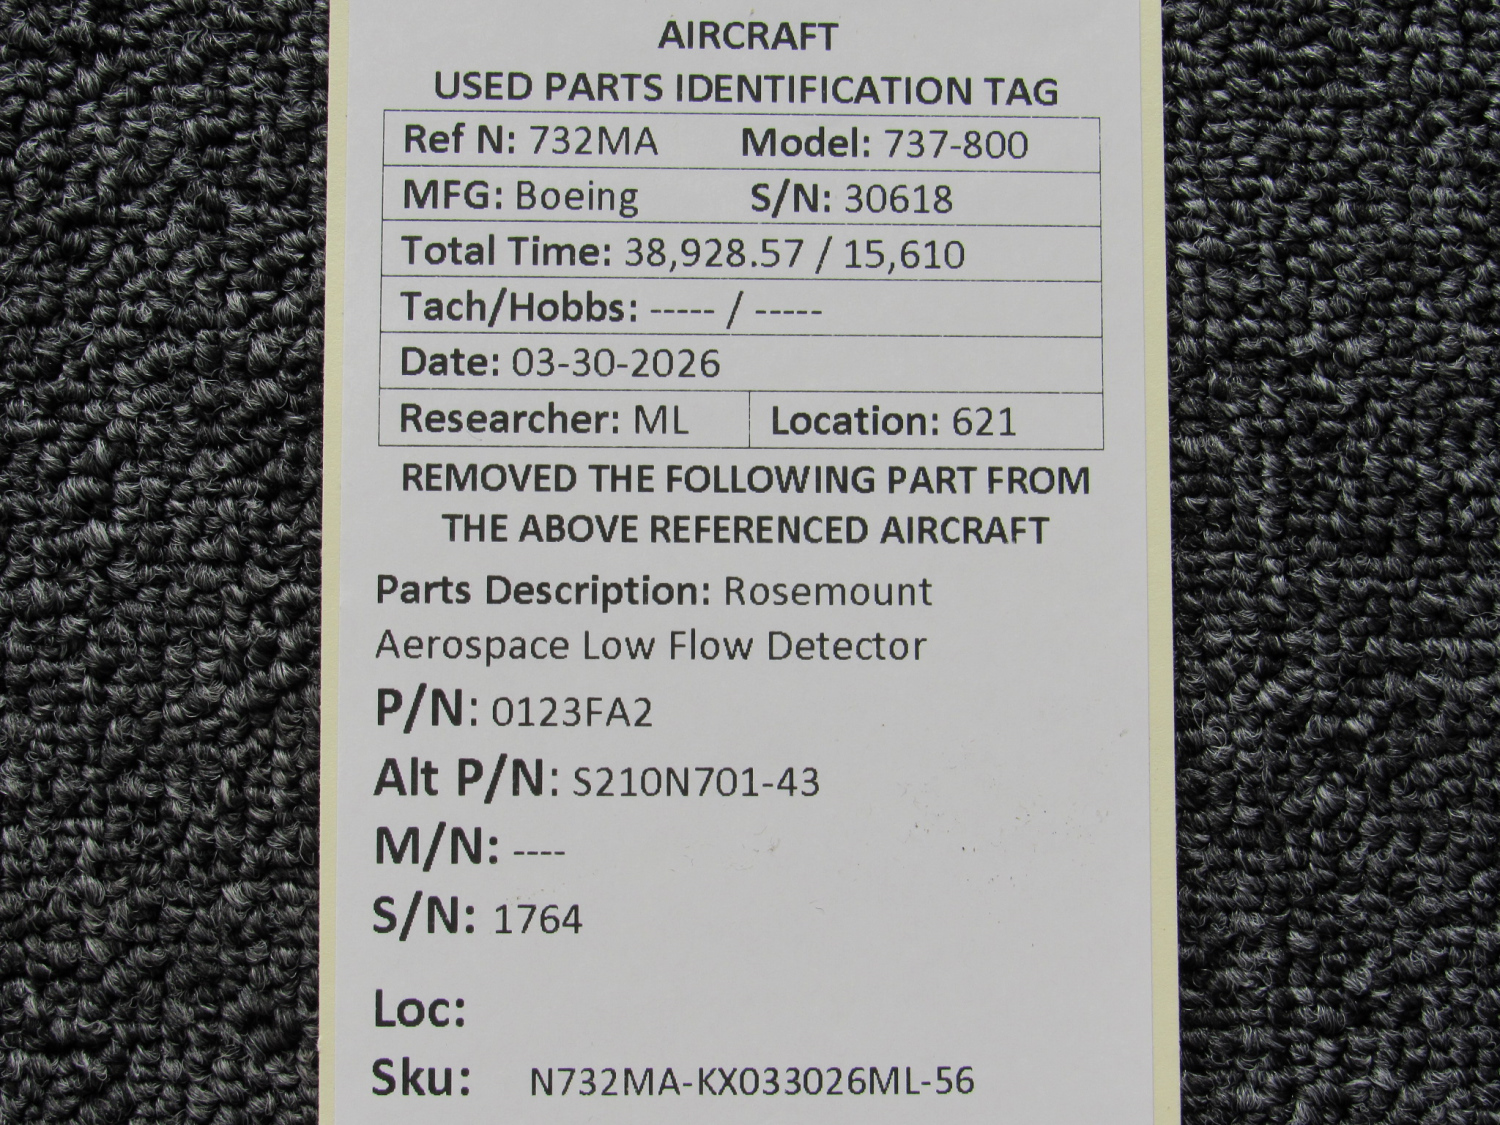 AIRCRAFT
USED PARTS IDENTIFICATION TAG
Ref N: 732MA Model: 737-800
MFG: Boeing S/N: 30618
Total Time: 38,928.57 / 15,610
Tach/Hobbs: ----- / -----
Date: 03-30-2026
Researcher: ML Location: 621
REMOVED THE FOLLOWING PART FROM
THE ABOVE REFERENCED AIRCRAFT
Parts Description: Rosemount
Aerospace Low Flow Detector
P/N: 0123FA2
Alt P/N: S210N701-43
M/N: ----
S/N: 1764
Loc:
Sku: N732MA-KX033026ML-56